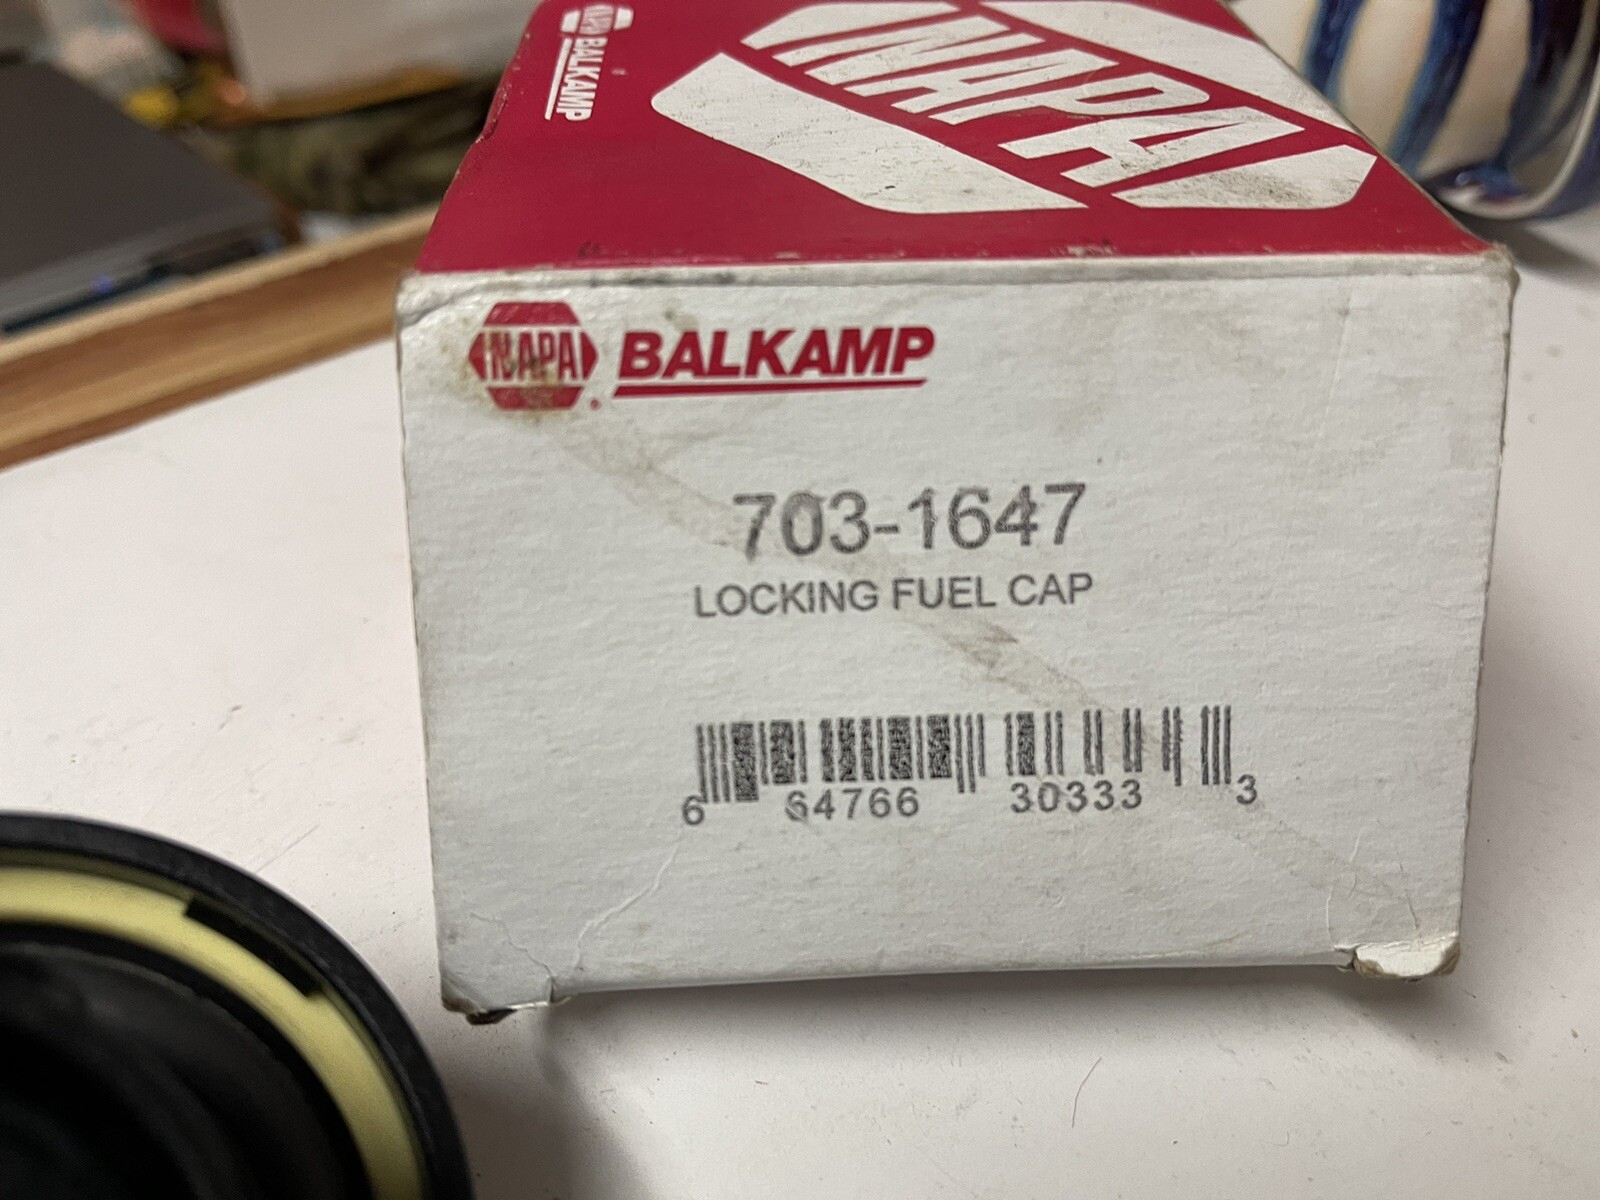 NAPA BALKAMP
NAPA
NAPA BALKAMP
703-1647
LOCKING FUEL CAP
6 64766 30333 3